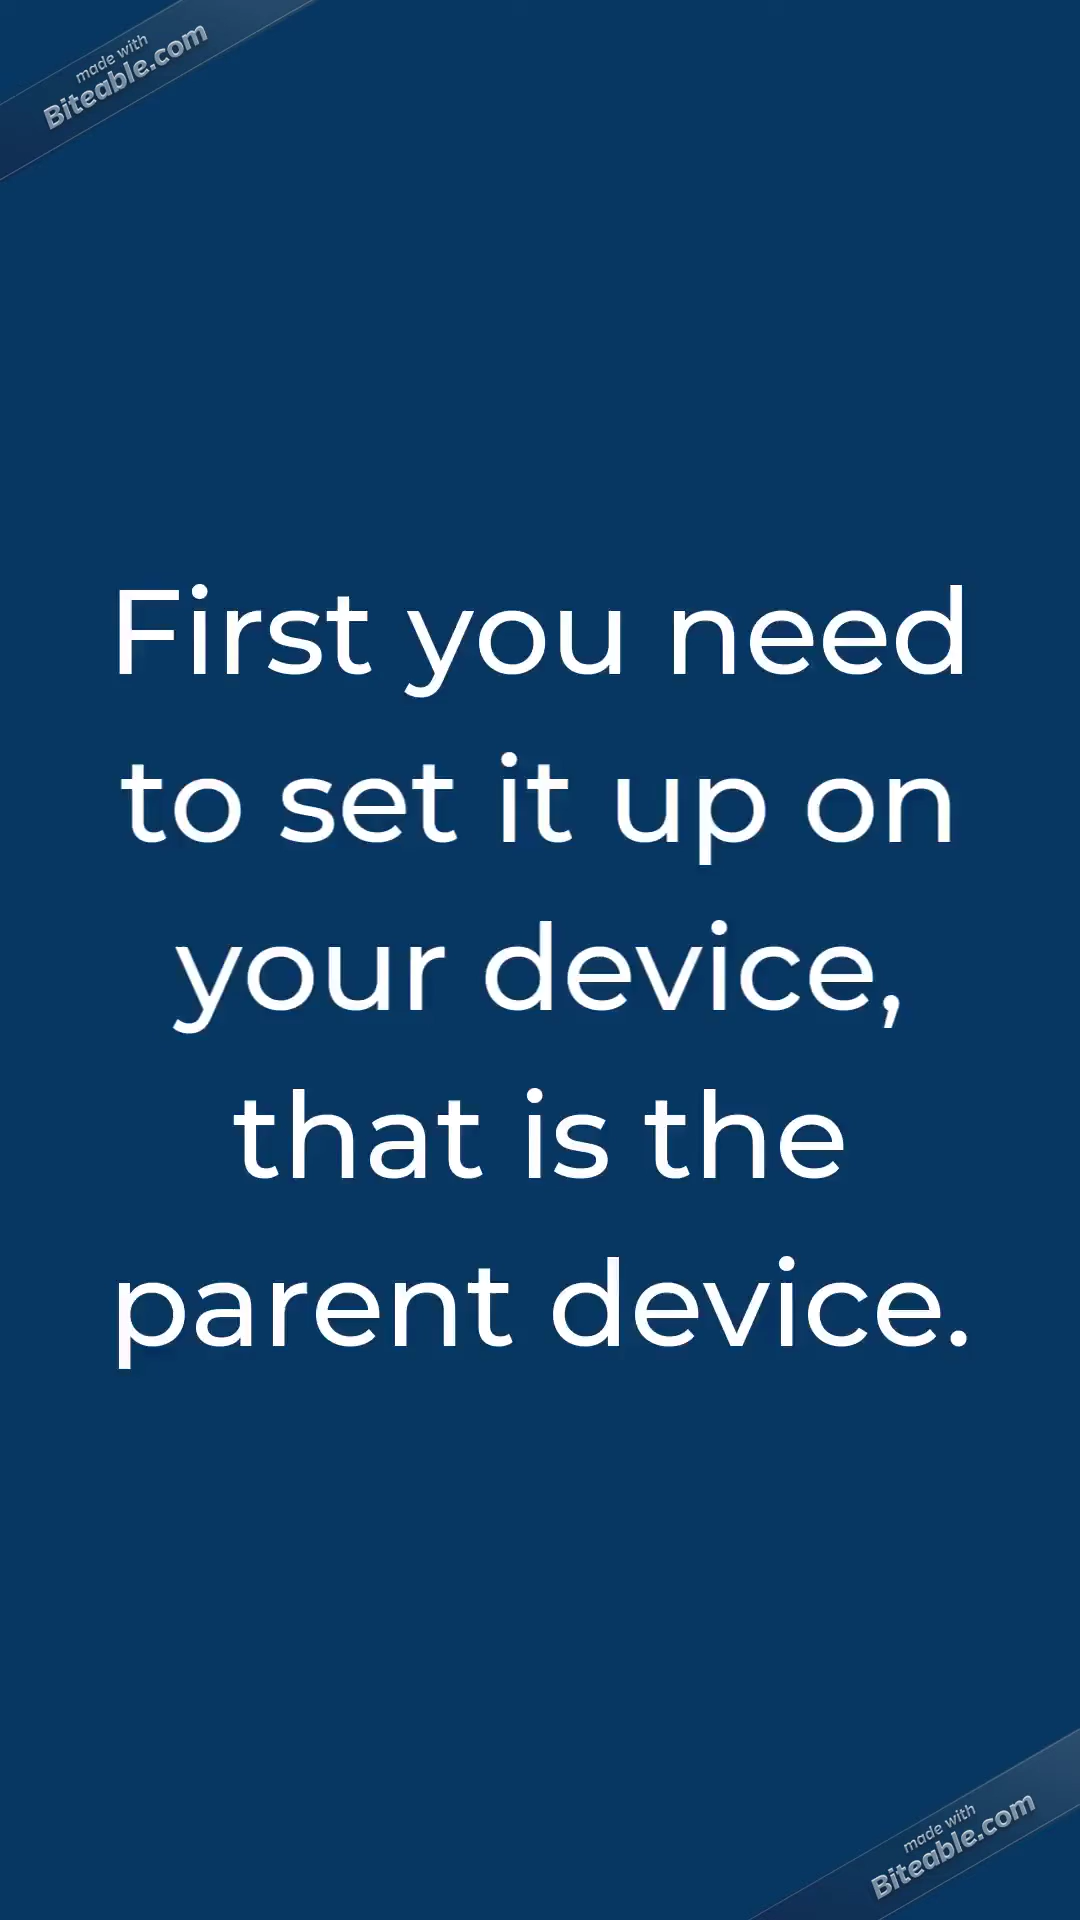 made with
Biteable.com
First you need
to set it up on
your device,
that is the
parent device.
made with
Biteable.com